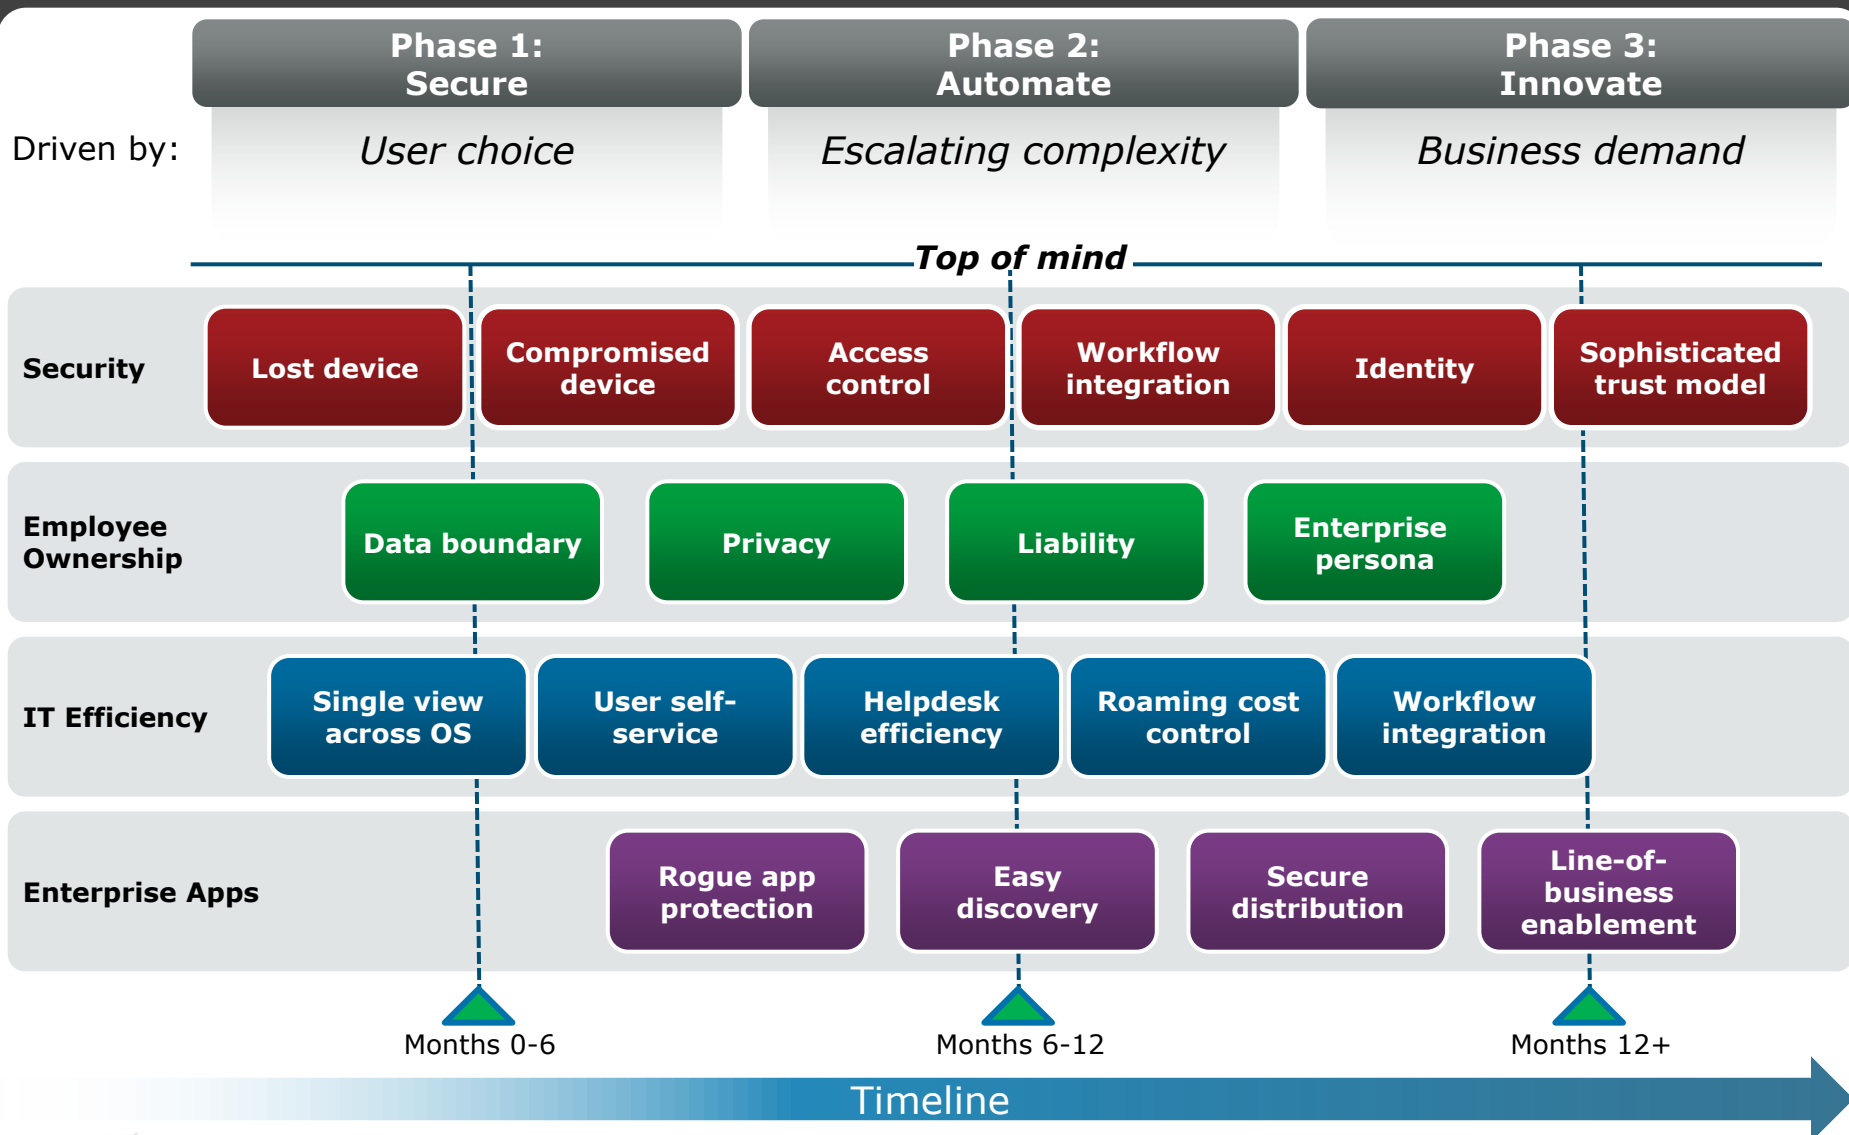 Phase 1:
Secure
Phase 2:
Automate
Phase 3:
Innovate
Driven by:
User choice
Escalating complexity
Business demand
Top of mind
Security
Lost device
Compromised
device
Access
control
Workflow
integration
Identity
Sophisticated
trust model
Employee
Ownership
Data boundary
Privacy
Liability
Enterprise
persona
IT Efficiency
Single view
across OS
User self-
service
Helpdesk
efficiency
Roaming cost
control
Workflow
integration
Enterprise Apps
Rogue app
protection
Easy
discovery
Secure
distribution
Line-of-
business
enablement
Months 0-6
Months 6-12
Months 12+
Timeline